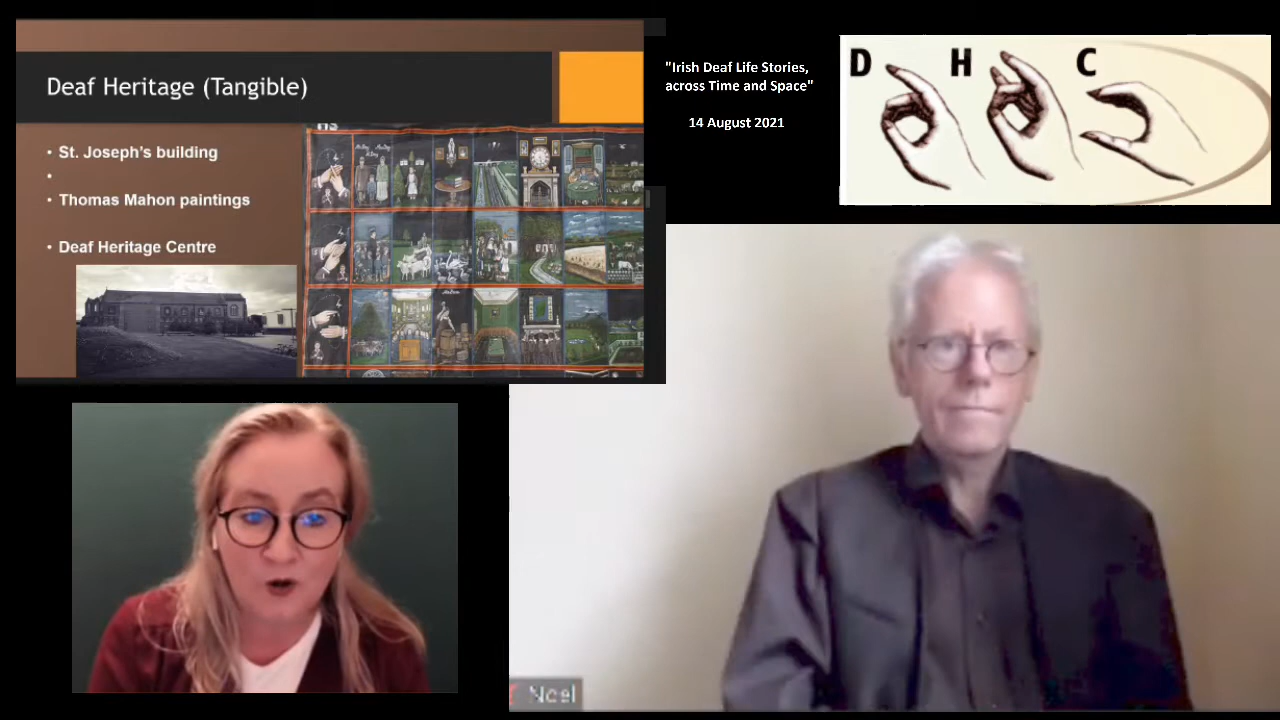 Deaf Heritage (Tangible)
• St. Joseph's building
•
• Thomas Mahon paintings
• Deaf Heritage Centre
"Irish Deaf Life Stories,
across Time and Space"
14 August 2021
D H C
Noel